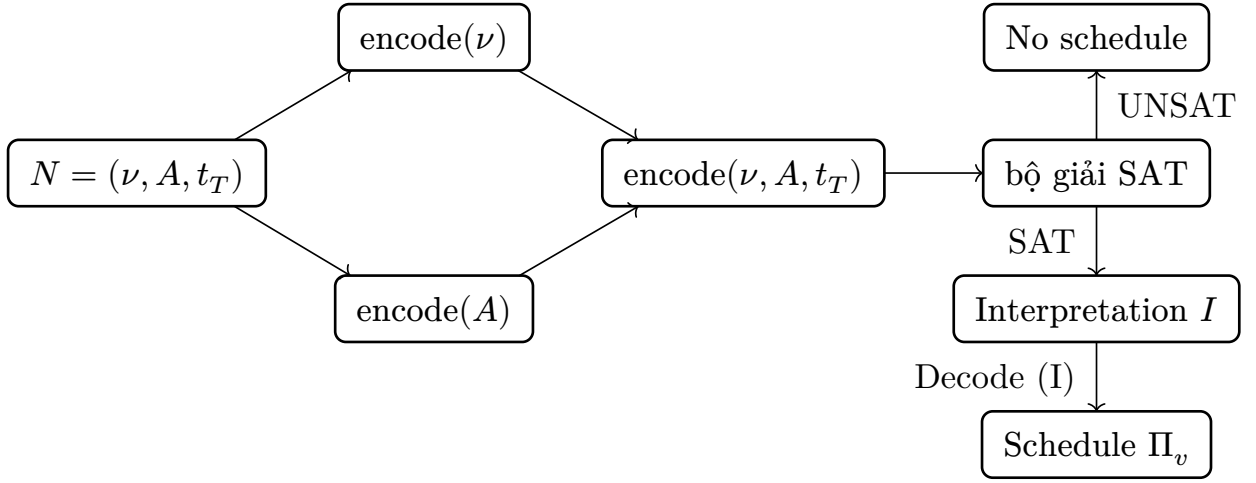 encode(ν)
No schedule
UNSAT
N = (ν, A, t_T)
encode(ν, A, t_T)
bộ giải SAT
SAT
encode(A)
Interpretation I
Decode (I)
Schedule Π_v